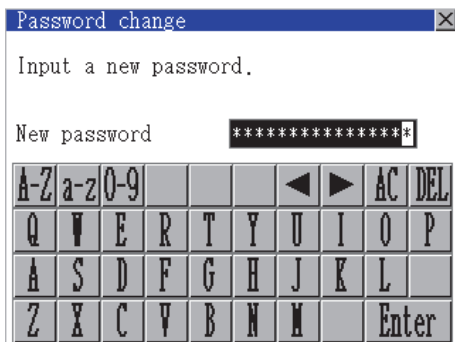 Password change ×
Input a new password.
New password ****************
A-Z a-z 0-9 ◀ ▶ AC DEL
Q W E R T Y U I O P
A S D F G H J K L
Z X C V B N M Enter